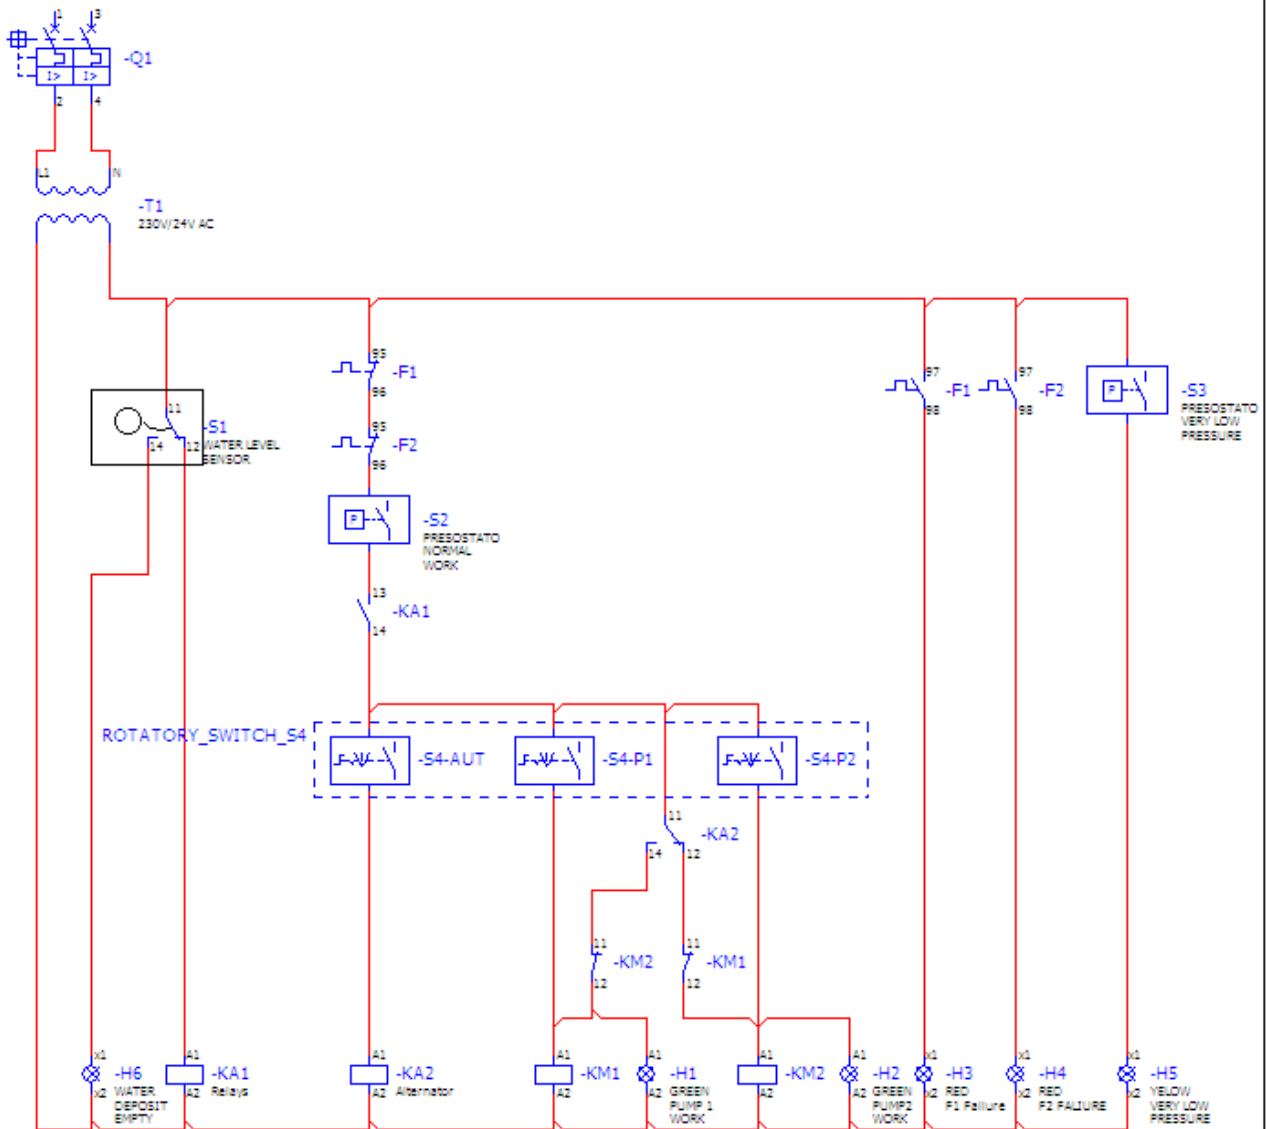 1 3
-Q1
I> I>
2 4
L1 N
-T1
230V/24V AC
95
-F1
96
95
-F2
96
97
-F1
98
97
-F2
98
P
-S3
PRESOSTATO
VERY LOW
PRESSURE
11
-S1
14 12
WATER LEVEL
SENSOR
P
-S2
PRESOSTATO
NORMAL
WORK
13
-KA1
14
ROTATORY_SWITCH_S4
-S4-AUT
-S4-P1
-S4-P2
11
-KA2
14 12
11
-KM2
12
11
-KM1
12
x1
-H6
x2
WATER
DEPOSIT
EMPTY
A1
-KA1
A2
Relays
A1
-KA2
A2
Alternator
A1
-KM1
A2
A1
-H1
A2
GREEN
PUMP 1
WORK
A1
-KM2
A2
A1
-H2
A2
GREEN
PUMP2
WORK
x1
-H3
x2
RED
F1 Failure
x1
-H4
x2
RED
F2 FALIURE
x1
-H5
x2
YELOW
VERY LOW
PRESSURE